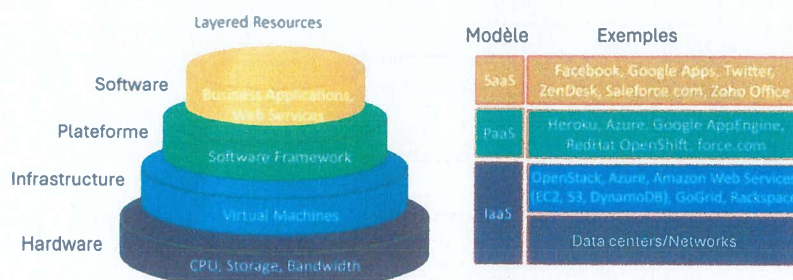 Layered Resources
Software
Business Applications,
Web Services
Plateforme
Software Framework
Infrastructure
Virtual Machines
Hardware
CPU, Storage, Bandwidth
Modèle Exemples
SaaS
Facebook, Google Apps, Twitter,
ZenDesk, Saleforce.com, Zoho Office
PaaS
Heroku, Azure, Google AppEngine,
RedHat OpenShift, force.com
IaaS
OpenStack, Azure, Amazon Web Services
(EC2, S3, DynamoDB), GoGrid, Rackspace
Data centers/Networks